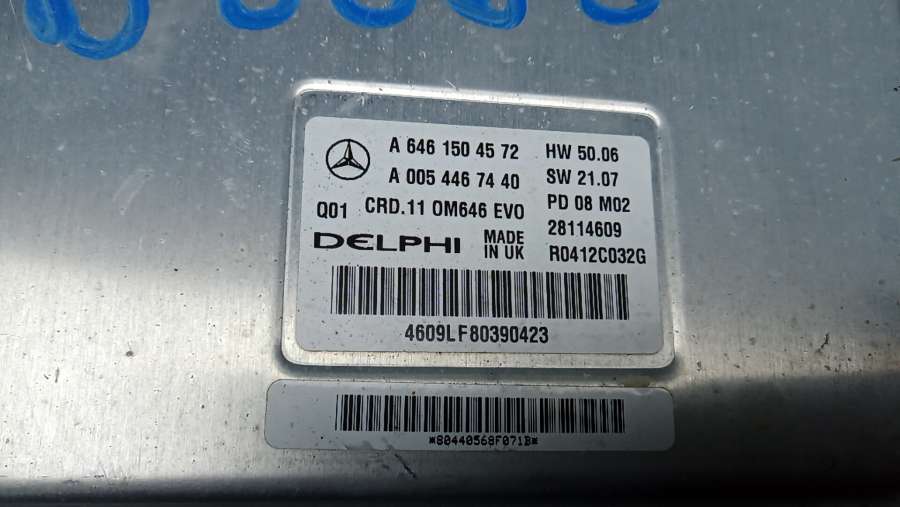 A 646 150 45 72 HW 50.06
A 005 446 74 40 SW 21.07
Q01 CRD.11 OM646 EVO PD 08 M02
28114609
DELPHI MADE IN UK R0412C032G
4609LF80390423
*80440568F071B*